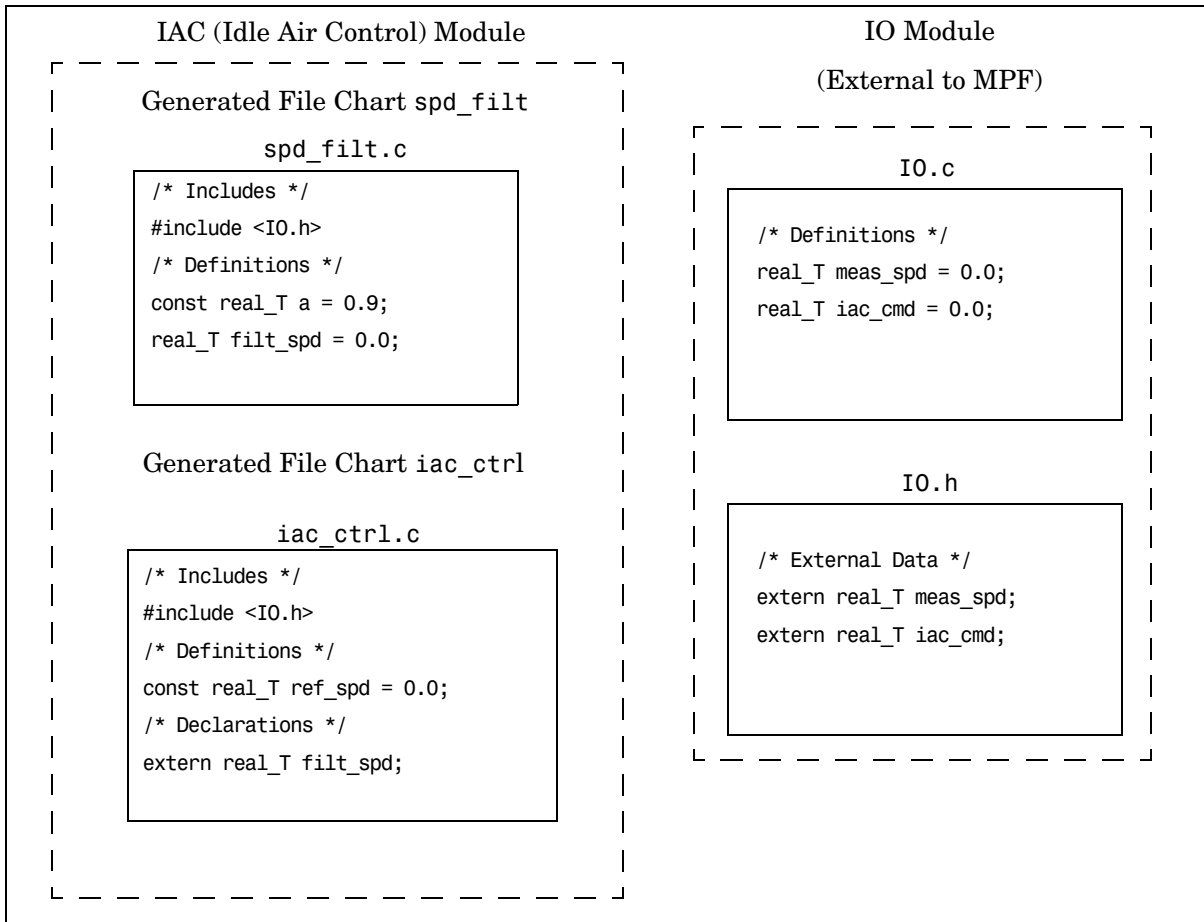 IAC (Idle Air Control) Module
Generated File Chart spd_filt
spd_filt.c
/* Includes */
#include <IO.h>
/* Definitions */
const real_T a = 0.9;
real_T filt_spd = 0.0;
Generated File Chart iac_ctrl
iac_ctrl.c
/* Includes */
#include <IO.h>
/* Definitions */
const real_T ref_spd = 0.0;
/* Declarations */
extern real_T filt_spd;
IO Module
(External to MPF)
IO.c
/* Definitions */
real_T meas_spd = 0.0;
real_T iac_cmd = 0.0;
IO.h
/* External Data */
extern real_T meas_spd;
extern real_T iac_cmd;